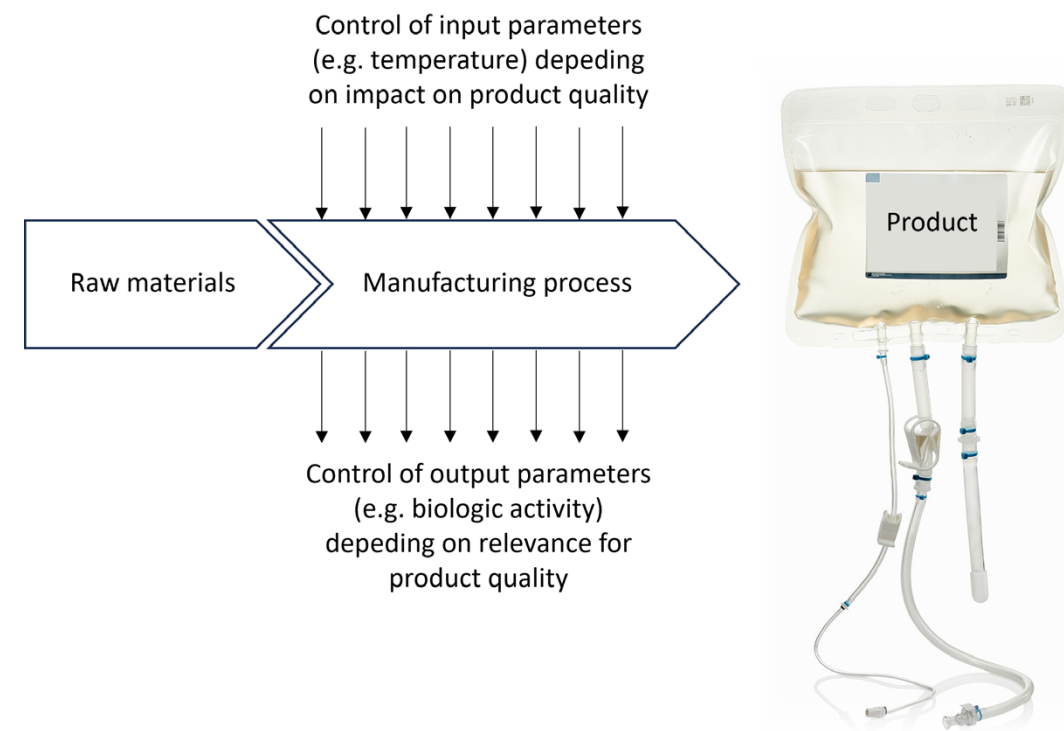 Control of input parameters
(e.g. temperature) depeding
on impact on product quality
Raw materials
Manufacturing process
Product
Control of output parameters
(e.g. biologic activity)
depeding on relevance for
product quality